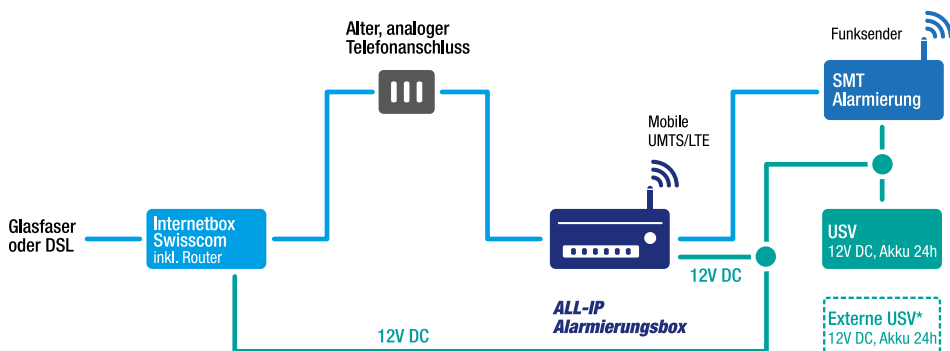 Alter, analoger
Telefonanschluss
Funksender
SMT
Alarmierung
Mobile
UMTS/LTE
Glasfaser
oder DSL
Internetbox
Swisscom
inkl. Router
USV
12V DC, Akku 24h
12V DC
ALL-IP
Alarmierungsbox
12V DC
Externe USV*
12V DC, Akku 24h